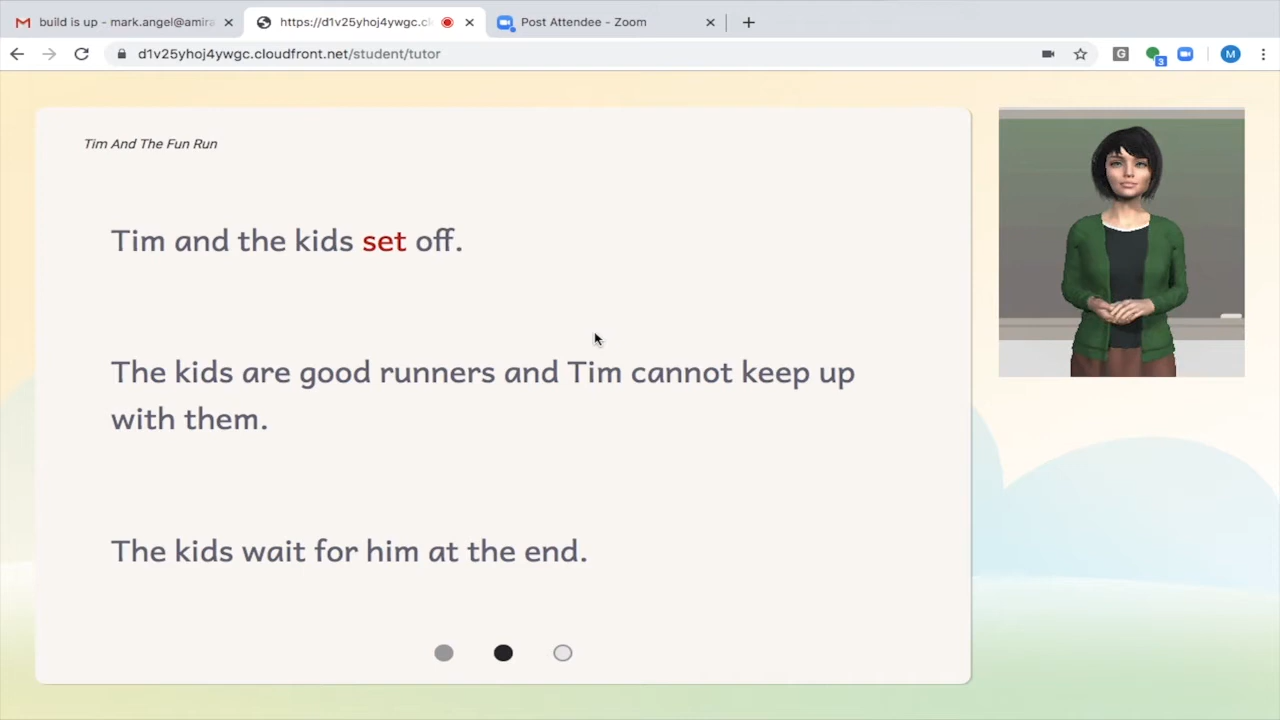 build is up - mark.angel@amira
https://d1v25yhoj4ywgc.cl
Post Attendee - Zoom
d1v25yhoj4ywgc.cloudfront.net/student/tutor
G
3
M
Tim And The Fun Run
Tim and the kids set off.
The kids are good runners and Tim cannot keep up
with them.
The kids wait for him at the end.